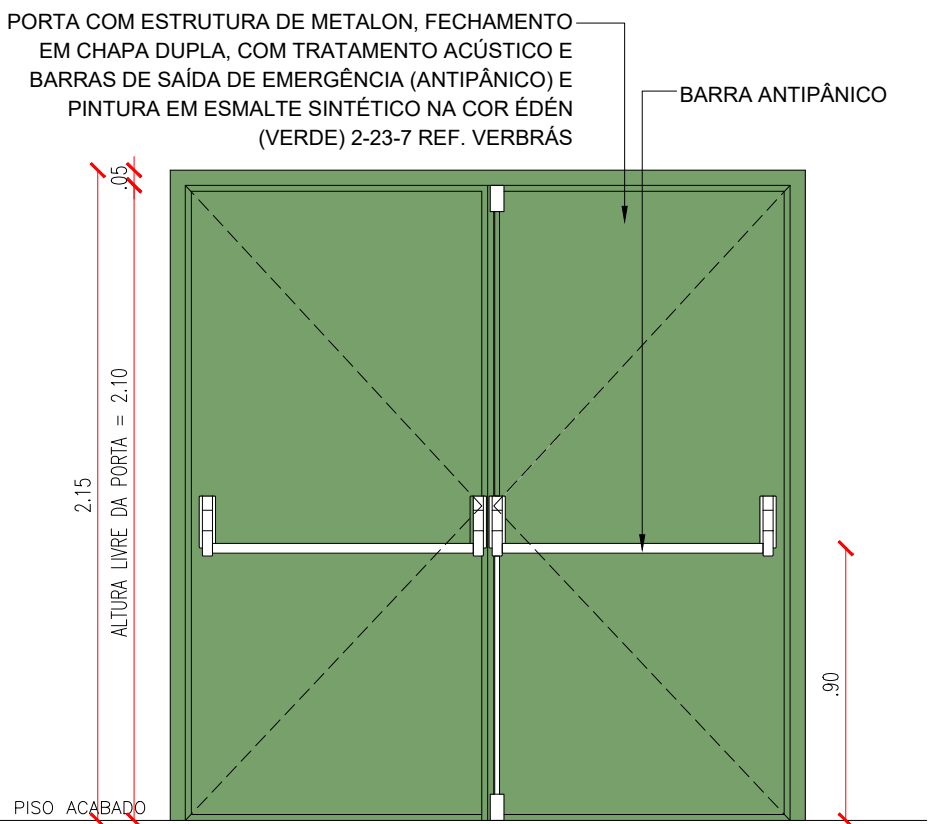 PORTA COM ESTRUTURA DE METALON, FECHAMENTO
EM CHAPA DUPLA, COM TRATAMENTO ACÚSTICO E
BARRAS DE SAÍDA DE EMERGÊNCIA (ANTIPÂNICO) E
PINTURA EM ESMALTE SINTÉTICO NA COR ÉDÉN
(VERDE) 2-23-7 REF. VERBRÁS
BARRA ANTIPÂNICO
.05
2.15
ALTURA LIVRE DA PORTA = 2.10
.90
PISO ACABADO